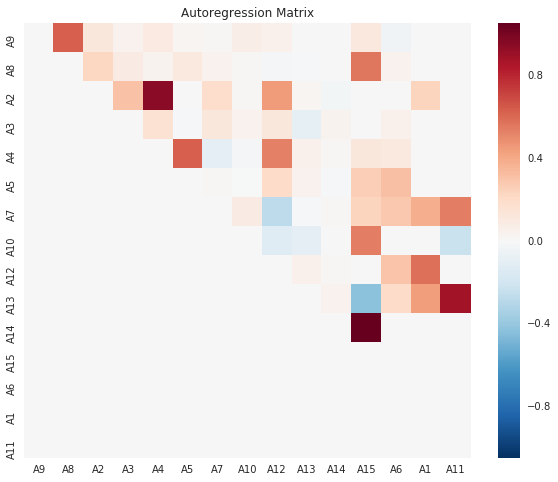 Autoregression Matrix
A9
A8
A2
A3
A4
A5
A7
A10
A12
A13
A14
A15
A6
A1
A11
A9 A8 A2 A3 A4 A5 A7 A10 A12 A13 A14 A15 A6 A1 A11
0.8
0.4
0.0
−0.4
−0.8